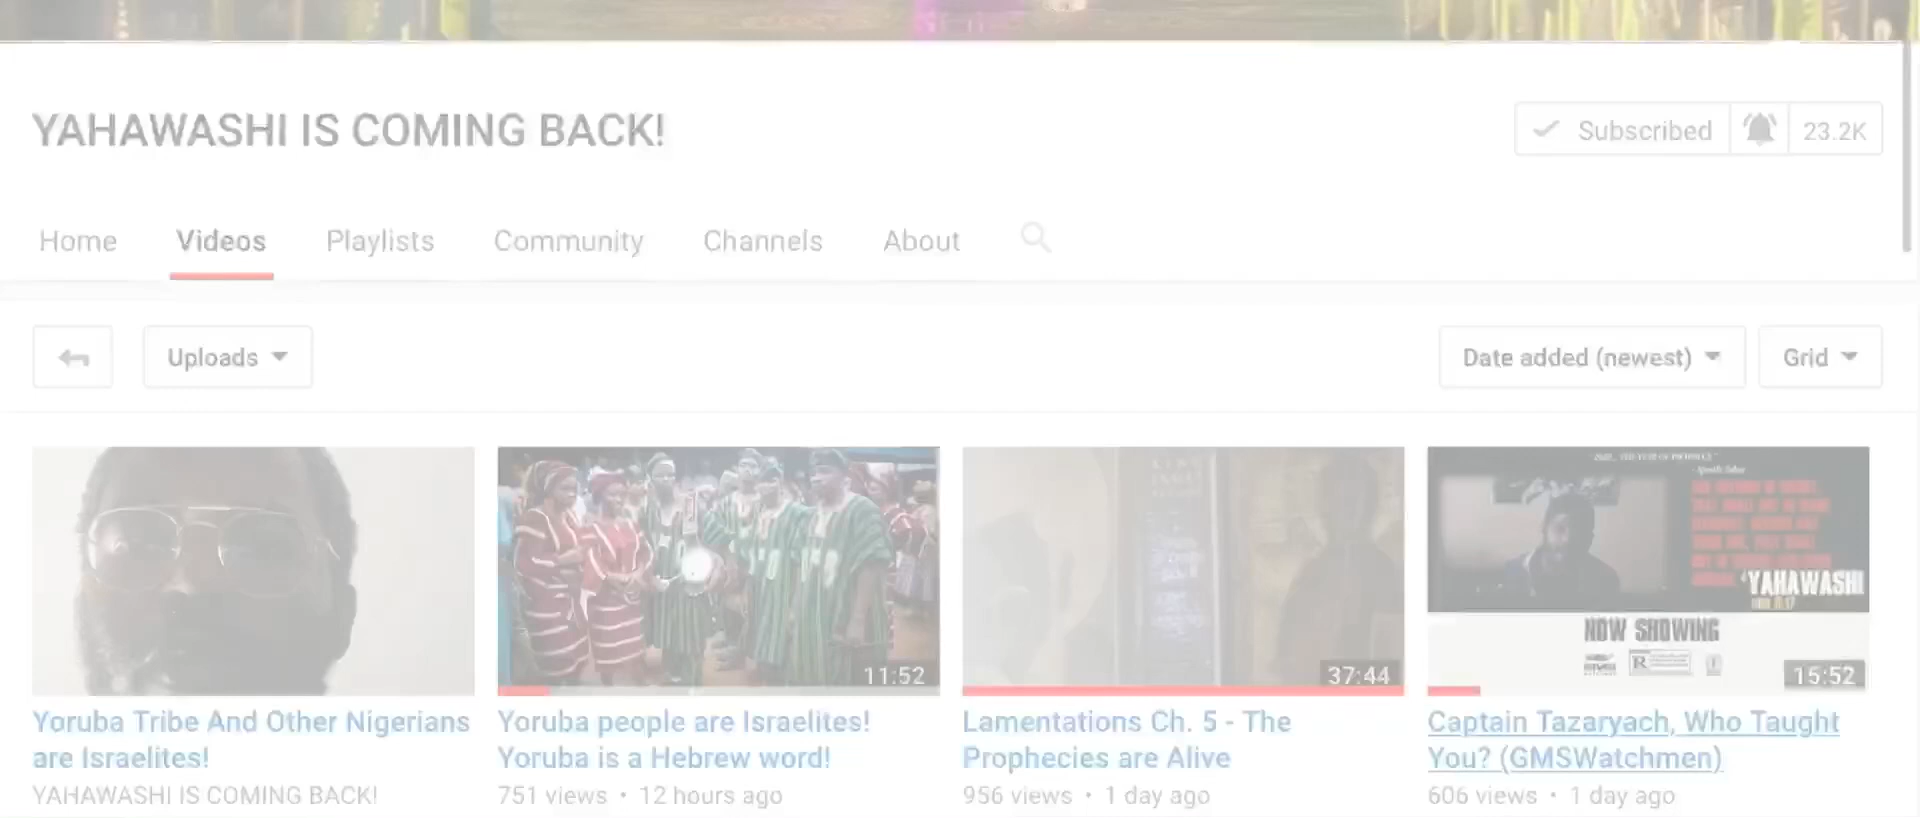 YAHAWASHI IS COMING BACK!
Subscribed 23.2K
Home Videos Playlists Community Channels About
Uploads Date added (newest) Grid
11:52
37:44
'YAHAWASHI
NOW SHOWING
R
15:52
Yoruba Tribe And Other Nigerians
are Israelites!
YAHAWASHI IS COMING BACK!
Yoruba people are Israelites!
Yoruba is a Hebrew word!
751 views • 12 hours ago
Lamentations Ch. 5 - The
Prophecies are Alive
956 views • 1 day ago
Captain Tazaryach, Who Taught
You? (GMSWatchmen)
606 views • 1 day ago